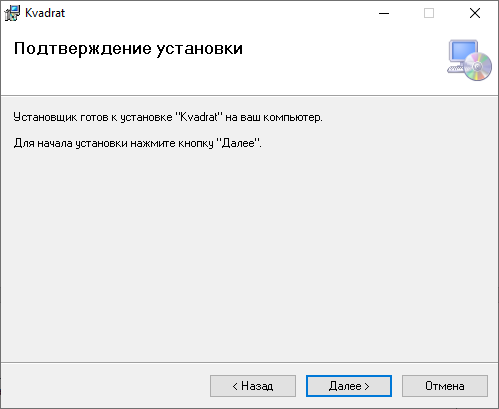 Kvadrat
Подтверждение установки
Установщик готов к установке "Kvadrat" на ваш компьютер.
Для начала установки нажмите кнопку "Далее".
< Назад
Далее >
Отмена